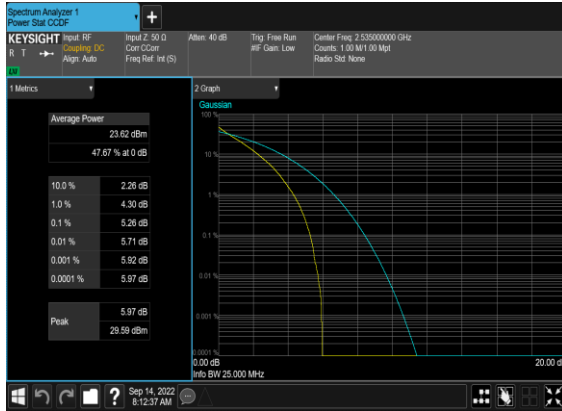 Spectrum Analyzer 1
Power Stat CCDF
+
KEYSIGHT
R T
LU
Input: RF
Coupling: DC
Align: Auto
Input Z: 50 Ω
Corr CCorr
Freq Ref: Int (S)
Atten: 40 dB
Trig: Free Run
#IF Gain: Low
Center Freq: 2.535000000 GHz
Counts: 1.00 M/1.00 Mpt
Radio Std: None
1 Metrics
Average Power
23.62 dBm
47.67 % at 0 dB
10.0 % 2.26 dB
1.0 % 4.30 dB
0.1 % 5.26 dB
0.01 % 5.71 dB
0.001 % 5.92 dB
0.0001 % 5.97 dB
Peak
5.97 dB
29.59 dBm
2 Graph
Gaussian
100 %
10 %
1 %
0.1 %
0.01 %
0.001 %
0.0001 %
0.00 dB
20.00 d
Info BW 25.000 MHz
?
Sep 14, 2022
8:12:37 AM